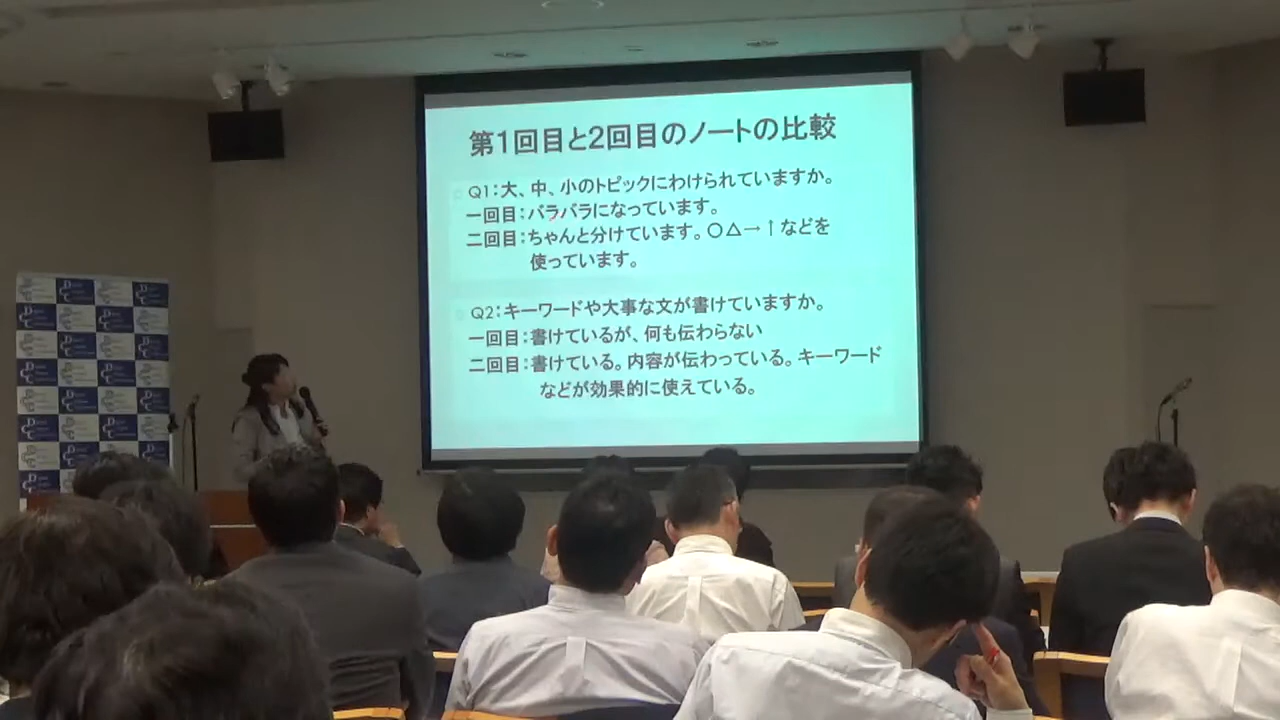 第1回目と2回目のノートの比較
Q1:大、中、小のトピックにわけられていますか。
一回目:バラバラになっています。
二回目:ちゃんと分けています。○△→↑などを
使っています。
Q2:キーワードや大事な文が書けていますか。
一回目:書けているが、何も伝わらない
二回目:書けている。内容が伝わっている。キーワード
などが効果的に使えている。